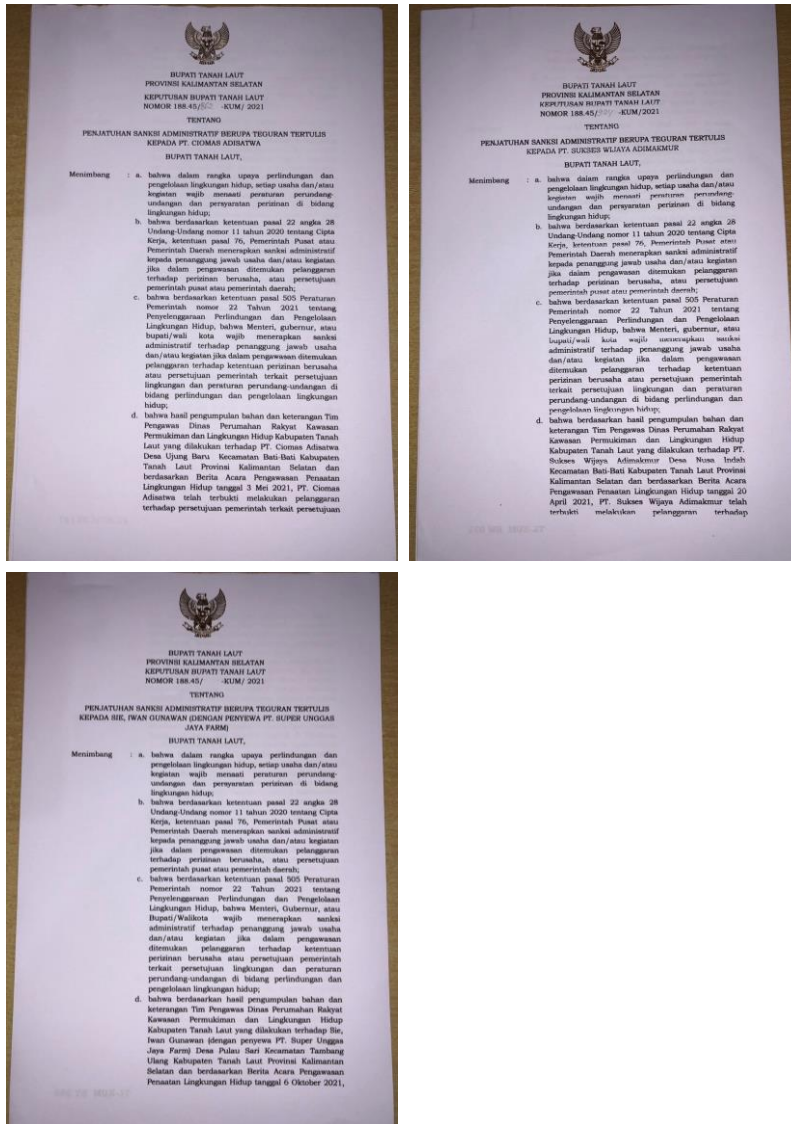 BUPATI TANAH LAUT
PROVINSI KALIMANTAN SELATAN
KEPUTUSAN BUPATI TANAH LAUT
NOMOR 188.45/ -KUM/ 2021
TENTANG
PENJATUHAN SANKSI ADMINISTRATIF BERUPA TEGURAN TERTULIS
KEPADA PT. CIOMAS ADISATWA
BUPATI TANAH LAUT,
Menimbang : a. bahwa dalam rangka upaya perlindungan dan
pengelolaan lingkungan hidup, setiap usaha dan/atau
kegiatan wajib menaati peraturan perundang-
undangan dan persyaratan perizinan di bidang
lingkungan hidup;
b. bahwa berdasarkan ketentuan pasal 22 angka 28
Undang-Undang nomor 11 tahun 2020 tentang Cipta
Kerja, ketentuan pasal 76, Pemerintah Pusat atau
Pemerintah Daerah menerapkan sanksi administratif
kepada penanggung jawab usaha dan/atau kegiatan
jika dalam pengawasan ditemukan pelanggaran
terhadap perizinan berusaha, atau persetujuan
pemerintah pusat atau pemerintah daerah;
c. bahwa berdasarkan ketentuan pasal 505 Peraturan
Pemerintah nomor 22 Tahun 2021 tentang
Penyelenggaraan Perlindungan dan Pengelolaan
Lingkungan Hidup, bahwa Menteri, gubernur, atau
bupati/wali kota wajib menerapkan sanksi
administratif terhadap penanggung jawab usaha
dan/atau kegiatan jika dalam pengawasan ditemukan
pelanggaran terhadap ketentuan perizinan berusaha
atau persetujuan pemerintah terkait persetujuan
lingkungan dan peraturan perundang-undangan di
bidang perlindungan dan pengelolaan lingkungan
hidup;
d. bahwa hasil pengumpulan bahan dan keterangan Tim
Pengawas Dinas Perumahan Rakyat Kawasan
Permukiman dan Lingkungan Hidup Kabupaten Tanah
Laut yang dilakukan terhadap PT. Ciomas Adisatwa
Desa Ujung Baru Kecamatan Bati-Bati Kabupaten
Tanah Laut Provinsi Kalimantan Selatan dan
berdasarkan Berita Acara Pengawasan Penaatan
Lingkungan Hidup tanggal 3 Mei 2021, PT. Ciomas
Adisatwa telah terbukti melakukan pelanggaran
terhadap persetujuan pemerintah terkait persetujuan
BUPATI TANAH LAUT
PROVINSI KALIMANTAN SELATAN
KEPUTUSAN BUPATI TANAH LAUT
NOMOR 188.45/ -KUM/2021
TENTANG
PENJATUHAN SANKSI ADMINISTRATIF BERUPA TEGURAN TERTULIS
KEPADA PT. SUKSES WIJAYA ADIMAKMUR
BUPATI TANAH LAUT,
Menimbang : a. bahwa dalam rangka upaya perlindungan dan
pengelolaan lingkungan hidup, setiap usaha dan/atau
kegiatan wajib menaati peraturan perundang-
undangan dan persyaratan perizinan di bidang
lingkungan hidup;
b. bahwa berdasarkan ketentuan pasal 22 angka 28
Undang-Undang nomor 11 tahun 2020 tentang Cipta
Kerja, ketentuan pasal 76, Pemerintah Pusat atau
Pemerintah Daerah menerapkan sanksi administratif
kepada penanggung jawab usaha dan/atau kegiatan
jika dalam pengawasan ditemukan pelanggaran
terhadap perizinan berusaha, atau persetujuan
pemerintah pusat atau pemerintah daerah;
c. bahwa berdasarkan ketentuan pasal 505 Peraturan
Pemerintah nomor 22 Tahun 2021 tentang
Penyelenggaraan Perlindungan dan Pengelolaan
Lingkungan Hidup, bahwa Menteri, gubernur, atau
bupati/wali kota wajib menerapkan sanksi
administratif terhadap penanggung jawab usaha
dan/atau kegiatan jika dalam pengawasan
ditemukan pelanggaran terhadap ketentuan
perizinan berusaha atau persetujuan pemerintah
terkait persetujuan lingkungan dan peraturan
perundang-undangan di bidang perlindungan dan
pengelolaan lingkungan hidup;
d. bahwa berdasarkan hasil pengumpulan bahan dan
keterangan Tim Pengawas Dinas Perumahan Rakyat
Kawasan Permukiman dan Lingkungan Hidup
Kabupaten Tanah Laut yang dilakukan terhadap PT.
Sukses Wijaya Adimakmur Desa Nusa Indah
Kecamatan Bati-Bati Kabupaten Tanah Laut Provinsi
Kalimantan Selatan dan berdasarkan Berita Acara
Pengawasan Penaatan Lingkungan Hidup tanggal 20
April 2021, PT. Sukses Wijaya Adimakmur telah
terbukti melakukan pelanggaran terhadap
BUPATI TANAH LAUT
PROVINSI KALIMANTAN SELATAN
KEPUTUSAN BUPATI TANAH LAUT
NOMOR 188.45/ -KUM/ 2021
TENTANG
PENJATUHAN SANKSI ADMINISTRATIF BERUPA TEGURAN TERTULIS
KEPADA SIE, IWAN GUNAWAN (DENGAN PENYEWA PT. SUPER UNGGAS
JAYA FARM)
BUPATI TANAH LAUT,
Menimbang : a. bahwa dalam rangka upaya perlindungan dan
pengelolaan lingkungan hidup, setiap usaha dan/atau
kegiatan wajib menaati peraturan perundang-
undangan dan persyaratan perizinan di bidang
lingkungan hidup;
b. bahwa berdasarkan ketentuan pasal 22 angka 28
Undang-Undang nomor 11 tahun 2020 tentang Cipta
Kerja, ketentuan pasal 76, Pemerintah Pusat atau
Pemerintah Daerah menerapkan sanksi administratif
kepada penanggung jawab usaha dan/atau kegiatan
jika dalam pengawasan ditemukan pelanggaran
terhadap perizinan berusaha, atau persetujuan
pemerintah pusat atau pemerintah daerah;
c. bahwa berdasarkan ketentuan pasal 505 Peraturan
Pemerintah nomor 22 Tahun 2021 tentang
Penyelenggaraan Perlindungan dan Pengelolaan
Lingkungan Hidup, bahwa Menteri, Gubernur, atau
Bupati/Walikota wajib menerapkan sanksi
administratif terhadap penanggung jawab usaha
dan/atau kegiatan jika dalam pengawasan
ditemukan pelanggaran terhadap ketentuan
perizinan berusaha atau persetujuan pemerintah
terkait persetujuan lingkungan dan peraturan
perundang-undangan di bidang perlindungan dan
pengelolaan lingkungan hidup;
d. bahwa berdasarkan hasil pengumpulan bahan dan
keterangan Tim Pengawas Dinas Perumahan Rakyat
Kawasan Permukiman dan Lingkungan Hidup
Kabupaten Tanah Laut yang dilakukan terhadap Sie,
Iwan Gunawan (dengan penyewa PT. Super Unggas
Jaya Farm) Desa Pulau Sari Kecamatan Tambang
Ulang Kabupaten Tanah Laut Provinsi Kalimantan
Selatan dan berdasarkan Berita Acara Pengawasan
Penaatan Lingkungan Hidup tanggal 6 Oktober 2021,